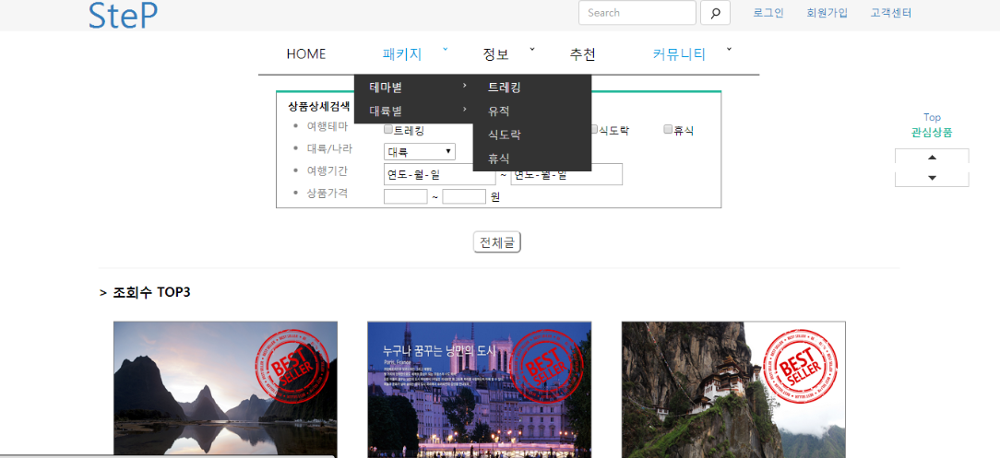 SteP
Search
로그인 회원가입 고객센터
HOME 패키지 정보 추천 커뮤니티
테마별 트레킹
대륙별 유적
식도락
휴식
상품상세검색
여행테마 트레킹 식도락 휴식
대륙/나라 대륙
여행기간 연도-월-일 ~ 연도-월-일
상품가격 ~ 원
Top
관심상품
전체글
> 조회수 TOP3
BEST SELLER
누구나 꿈꾸는 낭만의 도시
Paris, France
BEST SELLER
BEST SELLER